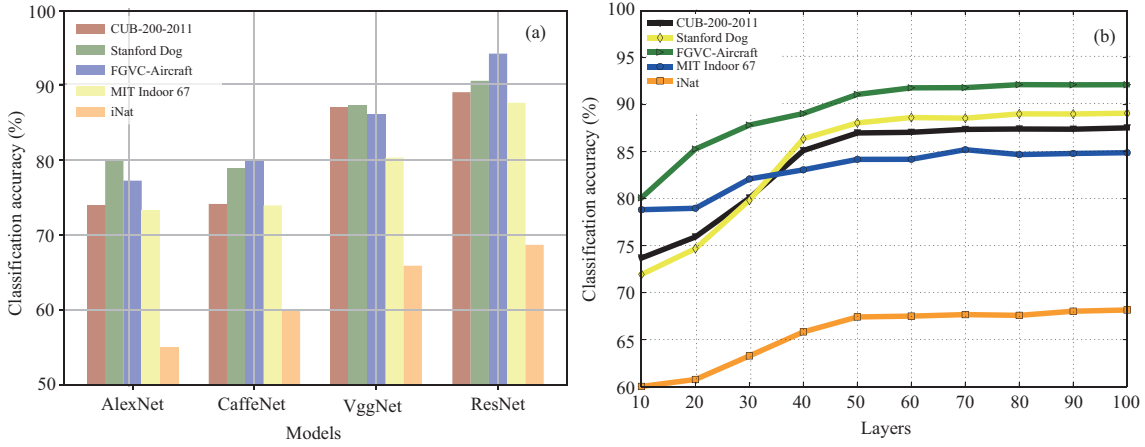 (a)
CUB-200-2011
Stanford Dog
FGVC-Aircraft
MIT Indoor 67
iNat
Classification accuracy (%)
100
90
80
70
60
50
AlexNet
CaffeNet
VggNet
ResNet
Models
(b)
CUB-200-2011
Stanford Dog
FGVC-Aircraft
MIT Indoor 67
iNat
Classification accuracy (%)
100
95
90
85
80
75
70
65
60
10 20 30 40 50 60 70 80 90 100
Layers